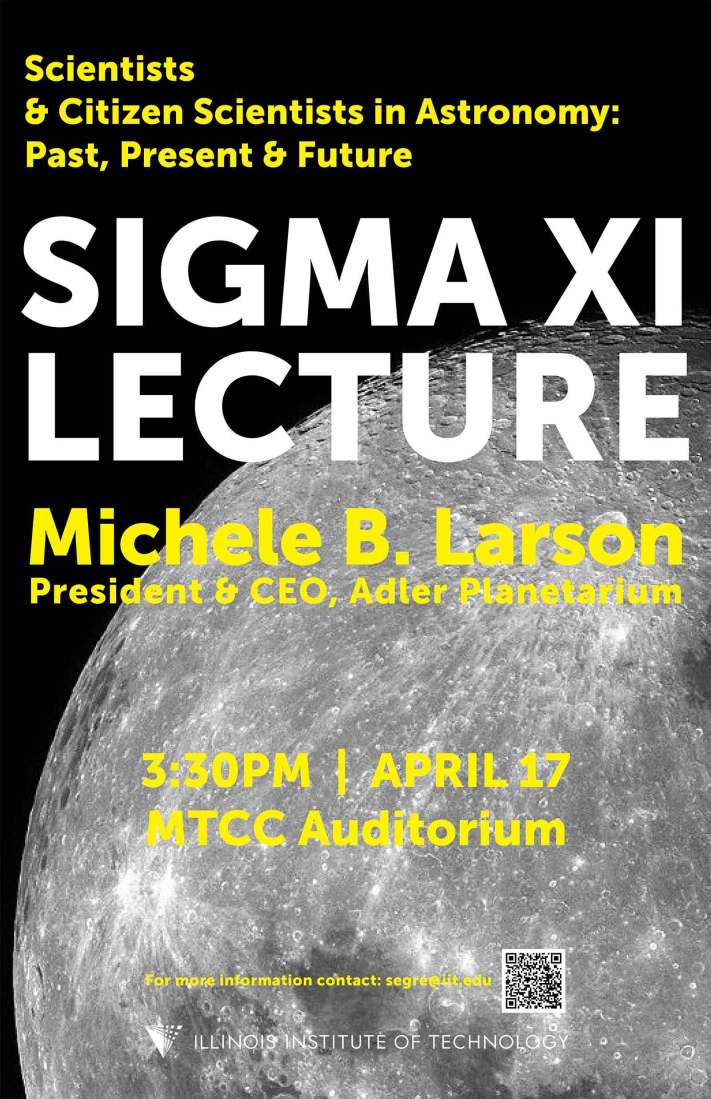 Scientists
& Citizen Scientists in Astronomy:
Past, Present & Future
SIGMA XI
LECTURE
Michele B. Larson
President & CEO, Adler Planetarium
3:30PM | APRIL 17
MTCC Auditorium
For more information contact: segre@iit.edu
ILLINOIS INSTITUTE OF TECHNOLOGY